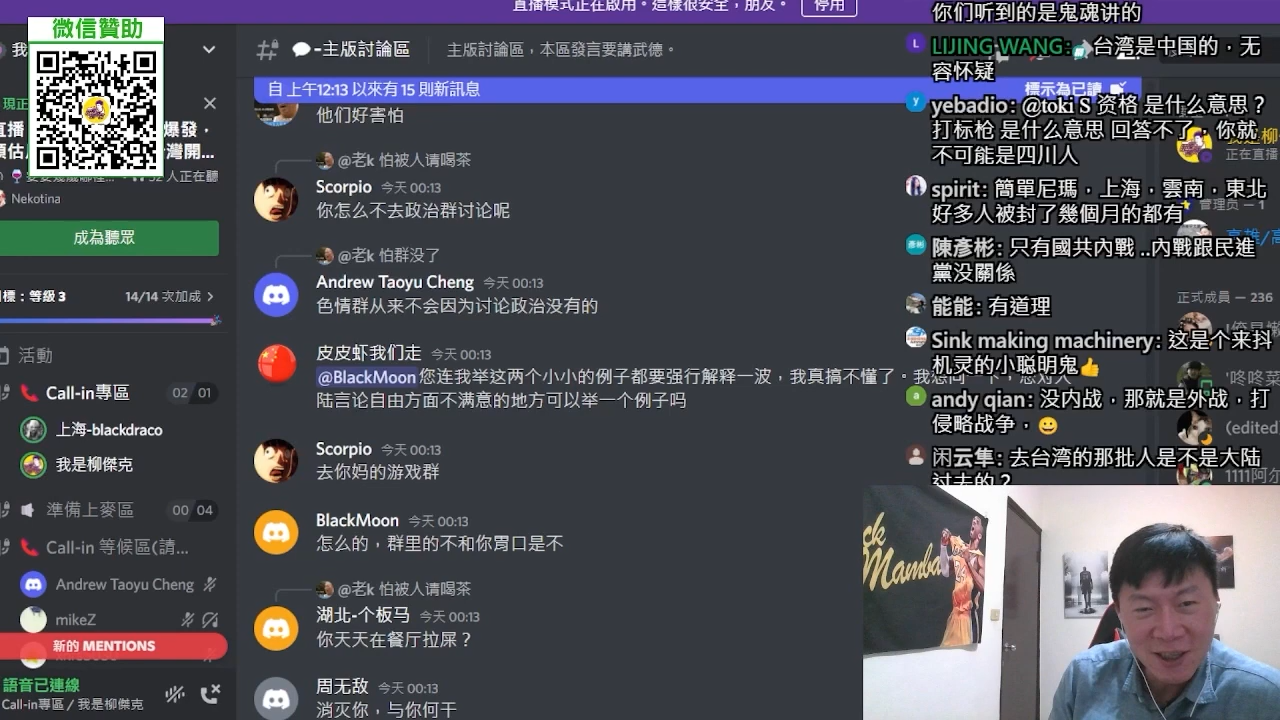 直播模式正在啟用。這樣很安全，朋友。
停用
微信贊助
成為聽眾
Nekotina
人正在聽
等級 3
14/14 次加成
活動
Call-in專區
02 01
上海-blackdraco
我是柳傑克
準備上麥區
00 04
Call-in 等候區(請...
Andrew Taoyu Cheng
mikeZ
新的 MENTIONS
語音已連線
Call-in專區 / 我是柳傑克
-主版討論區
主版討論區，本區發言要講武德。
自 上午12:13 以來有 15 則新訊息
標示為已讀
他们好害怕
@老k 怕被人请喝茶
Scorpio 今天 00:13
你怎么不去政治群讨论呢
@老k 怕群没了
Andrew Taoyu Cheng 今天 00:13
色情群从来不会因为讨论政治没有的
皮皮虾我们走 今天 00:13
@BlackMoon 您连我举这两个小小的例子都要强行解释一波，我真搞不懂了。
陆言论自由方面不满意的地方可以举一个例子吗
Scorpio 今天 00:13
去你妈的游戏群
BlackMoon 今天 00:13
怎么的，群里的不和你胃口是不
@老k 怕被人请喝茶
湖北-个板马 今天 00:13
你天天在餐厅拉屎？
周无敌 今天 00:13
消灭你，与你何干
你们听到的是鬼魂讲的
LIJING WANG: 台湾是中国的，无
容怀疑
yebadio: @toki S 资格 是什么意思？
打标枪 是什么意思 回答不了，你就
不可能是四川人
spirit: 簡單尼瑪，上海，雲南，東北
好多人被封了幾個月的都有
陳彥彬: 只有國共內戰 ..內戰跟民進
黨没關係
能能: 有道理
Sink making machinery: 这是个来抖
机灵的小聪明鬼👍
andy qian: 没内战，那就是外战，打
侵略战争，😀
闲云隼: 去台湾的那批人是不是大陆
过去的？
正在直播
管理员 — 1
正式成員 — 236
(edited)
Mamba